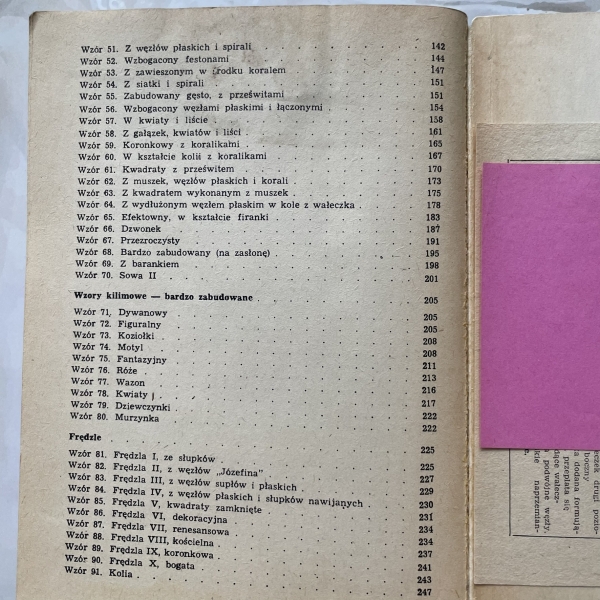 Wzór 51. Z węzłów płaskich i spirali . . . . . . . . 142
Wzór 52. Wzbogacony festonami . . . . . . . . 144
Wzór 53. Z zawieszonym w środku koralem . . . . . . . . 147
Wzór 54. Z siatki i spirali . . . . . . . . 151
Wzór 55. Zabudowany gęsto, z prześwitami . . . . . . . . 151
Wzór 56. Wzbogacony węzłami płaskimi i łączonymi . . . . . . . . 154
Wzór 57. W kwiaty i liście . . . . . . . . 158
Wzór 58. Z gałązek, kwiatów i liści . . . . . . . . 161
Wzór 59. Koronkowy z koralikami . . . . . . . . 165
Wzór 60. W kształcie kolii z koralikami . . . . . . . . 167
Wzór 61. Kwadraty z prześwitem . . . . . . . . 170
Wzór 62. Z muszek, węzłów płaskich i korali . . . . . . . . 173
Wzór 63. Z kwadratem wykonanym z muszek . . . . . . . . 175
Wzór 64. Z wydłużonym węzłem płaskim w kole z wałeczka . . . . . . . . 178
Wzór 65. Efektowny, w kształcie firanki . . . . . . . . 183
Wzór 66. Dzwonek . . . . . . . . 187
Wzór 67. Przezroczysty . . . . . . . . 191
Wzór 68. Bardzo zabudowany (na zasłonę) . . . . . . . . 195
Wzór 69. Z barankiem . . . . . . . . 198
Wzór 70. Sowa II . . . . . . . . 201
Wzory kilimowe — bardzo zabudowane . . . . . . . . 205
Wzór 71, Dywanowy . . . . . . . . 205
Wzór 72. Figuralny . . . . . . . . 205
Wzór 73. Koziołki . . . . . . . . 208
Wzór 74. Motyl . . . . . . . . 208
Wzór 75. Fantazyjny . . . . . . . . 211
Wzór 76. Róże . . . . . . . . 213
Wzór 77. Wazon . . . . . . . . 216
Wzór 78. Kwiaty . . . . . . . . 217
Wzór 79. Dziewczynki . . . . . . . . 222
Wzór 80. Murzynka . . . . . . . . 222
Frędzle . . . . . . . . 225
Wzór 81. Frędzla I, ze słupków . . . . . . . . 225
Wzór 82. Frędzla II, z węzłów „Józefina” . . . . . . . . 227
Wzór 83. Frędzla III, z węzłów supłów i płaskich . . . . . . . . 229
Wzór 84. Frędzla IV, z węzłów płaskich i słupków nawijanych . . . . . . . . 230
Wzór 85. Frędzla V, kwadraty zamknięte . . . . . . . . 231
Wzór 86. Frędzla VI, dekoracyjna . . . . . . . . 234
Wzór 87. Frędzla VII, renesansowa . . . . . . . . 234
Wzór 88. Frędzla VIII, kościelna . . . . . . . . 237
Wzór 89. Frędzla IX, koronkowa . . . . . . . . 241
Wzór 90. Frędzla X, bogata . . . . . . . . 243
Wzór 91. Kolia . . . . . . . . 247
drugi pozio-
boczny
dodaną formują-
przeplata się
podwójne węzły
naprzemian-